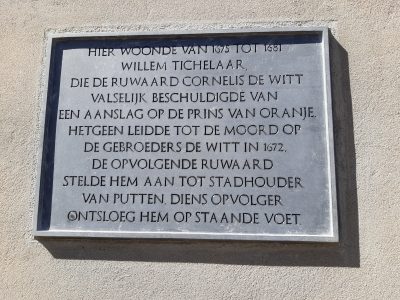 HIER WOONDE VAN 1675 TOT 1681
WILLEM TICHELAAR,
DIE DE RUWAARD CORNELIS DE WITT
VALSELIJK BESCHULDIGDE VAN
EEN AANSLAG OP DE PRINS VAN ORANJE,
HETGEEN LEIDDE TOT DE MOORD OP
DE GEBROEDERS DE WITT IN 1672.
DE OPVOLGENDE RUWAARD
STELDE HEM AAN TOT STADHOUDER
VAN PUTTEN. DIENS OPVOLGER
ONTSLOEG HEM OP STAANDE VOET